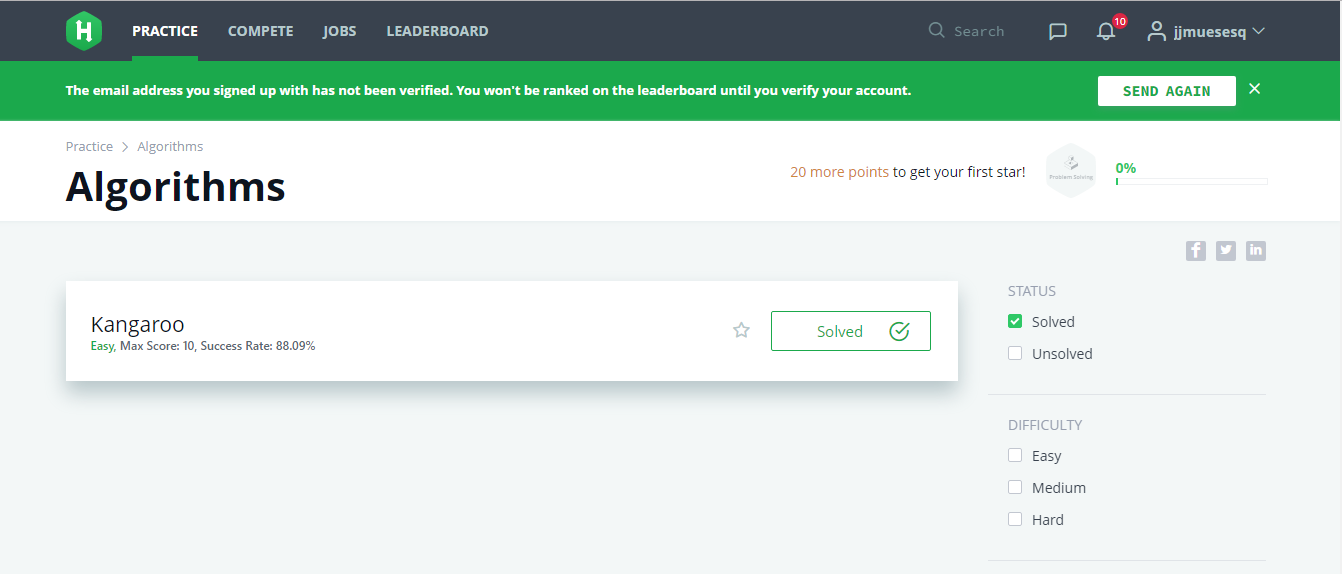 H PRACTICE COMPETE JOBS LEADERBOARD Search 10 jjmuesesq
The email address you signed up with has not been verified. You won't be ranked on the leaderboard until you verify your account. SEND AGAIN
Practice > Algorithms
Algorithms
20 more points to get your first star! Problem Solving 0%
f in
Kangaroo
Easy, Max Score: 10, Success Rate: 88.09%
Solved
STATUS
Solved
Unsolved
DIFFICULTY
Easy
Medium
Hard